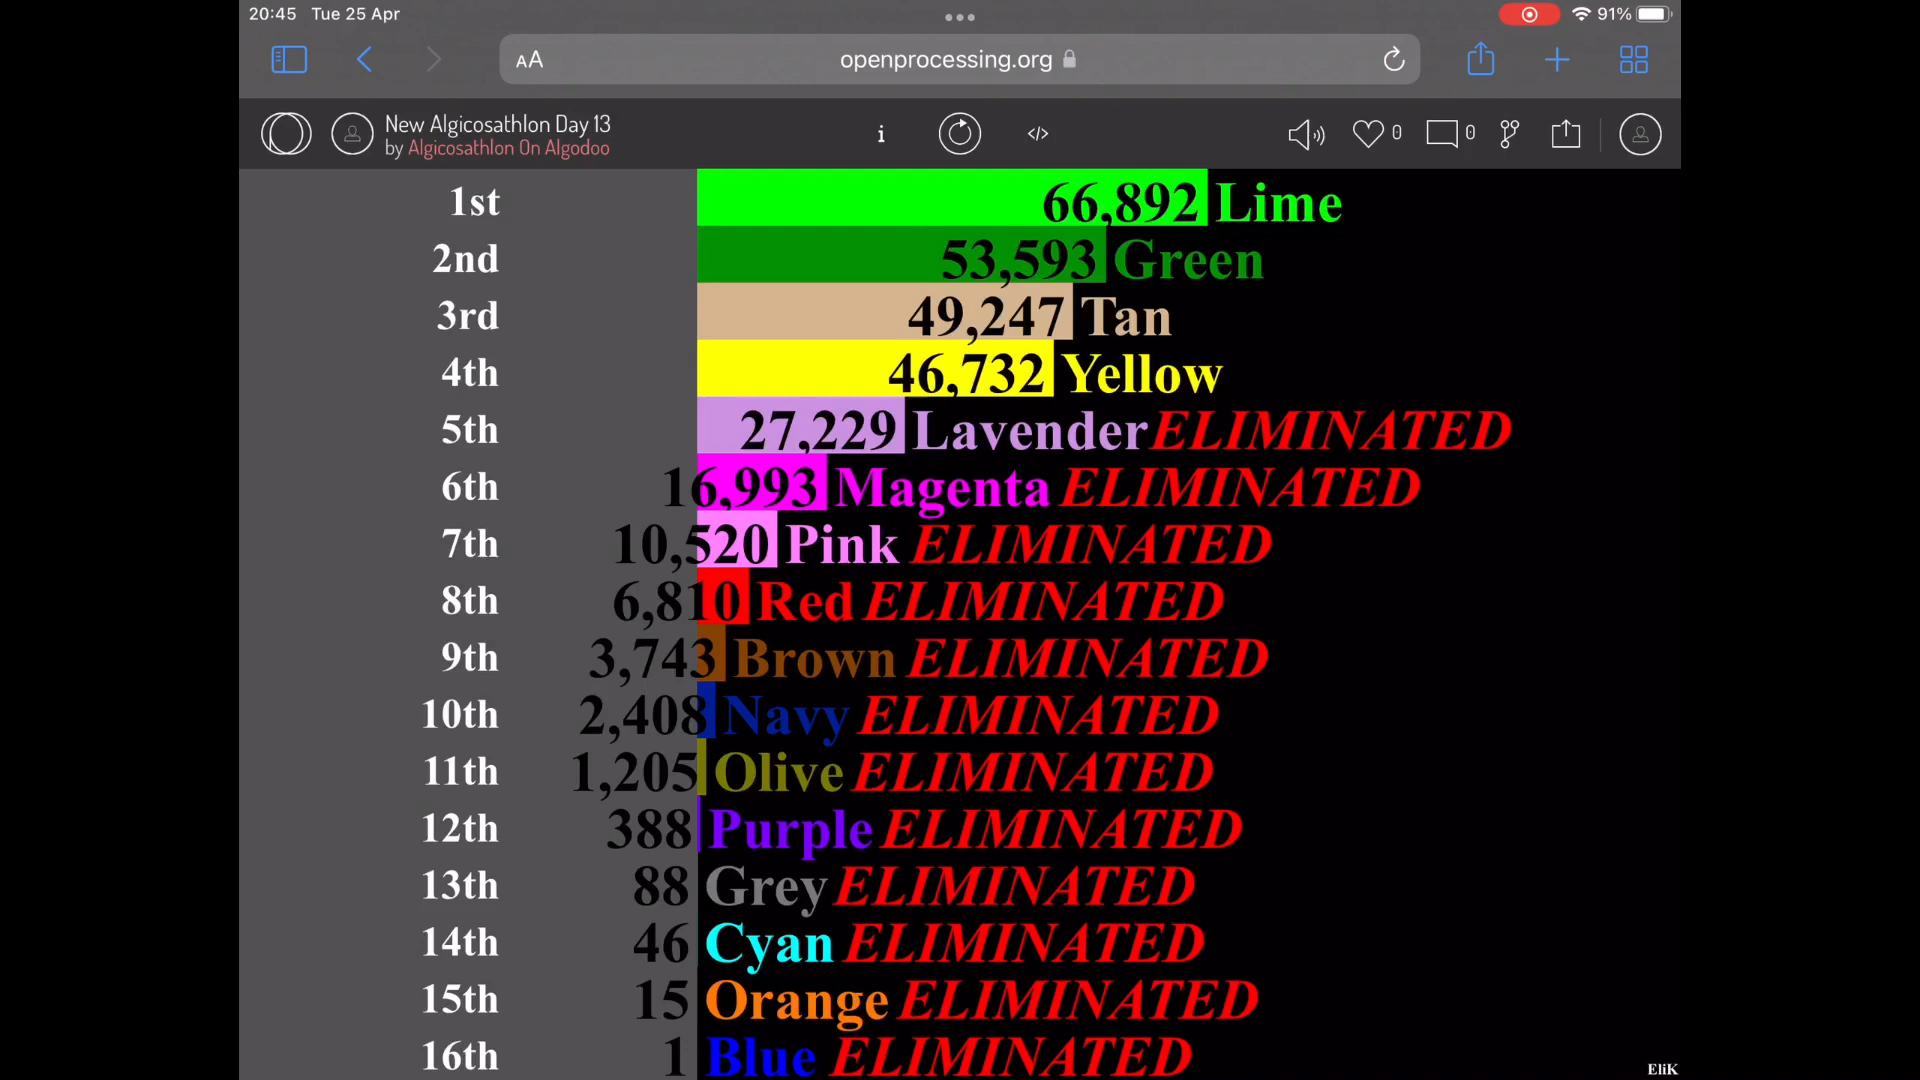 20:45 Tue 25 Apr
91%
AA openprocessing.org
New Algicosathlon Day 13
by Algicosathlon On Algodoo
i </> 0 0
1st 66,892 Lime
2nd 53,593 Green
3rd 49,247 Tan
4th 46,732 Yellow
5th 27,229 Lavender ELIMINATED
6th 16,993 Magenta ELIMINATED
7th 10,520 Pink ELIMINATED
8th 6,810 Red ELIMINATED
9th 3,743 Brown ELIMINATED
10th 2,408 Navy ELIMINATED
11th 1,205 Olive ELIMINATED
12th 388 Purple ELIMINATED
13th 88 Grey ELIMINATED
14th 46 Cyan ELIMINATED
15th 15 Orange ELIMINATED
16th 1 Blue ELIMINATED
EliK